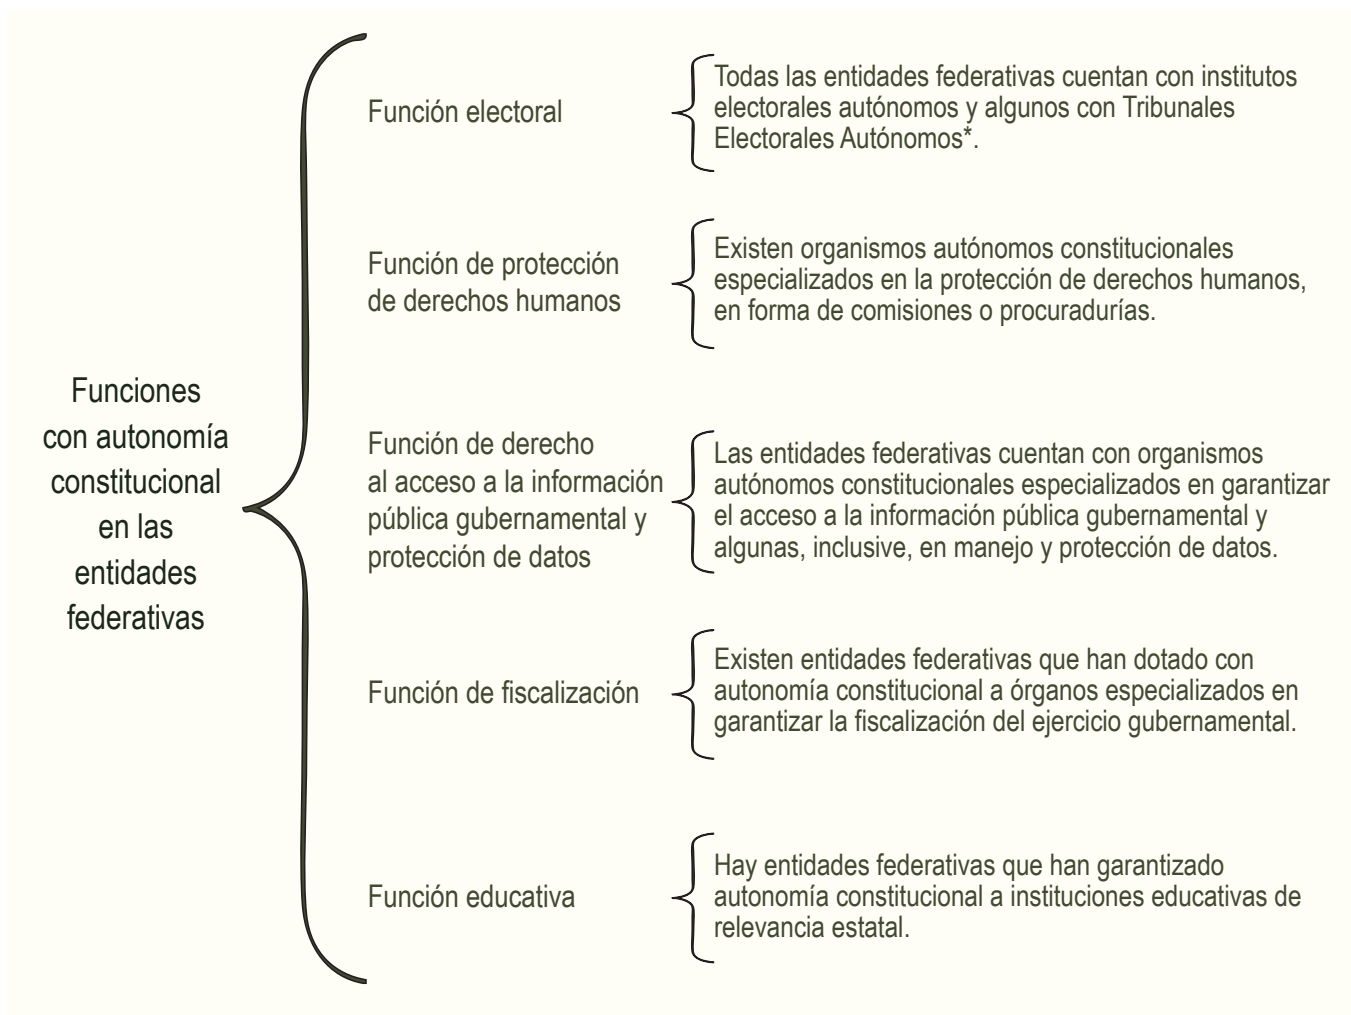 Funciones
con autonomía
constitucional
en las
entidades
federativas
Función electoral
Todas las entidades federativas cuentan con institutos
electorales autónomos y algunos con Tribunales
Electorales Autónomos*.
Función de protección
de derechos humanos
Existen organismos autónomos constitucionales
especializados en la protección de derechos humanos,
en forma de comisiones o procuradurías.
Función de derecho
al acceso a la información
pública gubernamental y
protección de datos
Las entidades federativas cuentan con organismos
autónomos constitucionales especializados en garantizar
el acceso a la información pública gubernamental y
algunas, inclusive, en manejo y protección de datos.
Función de fiscalización
Existen entidades federativas que han dotado con
autonomía constitucional a órganos especializados en
garantizar la fiscalización del ejercicio gubernamental.
Función educativa
Hay entidades federativas que han garantizado
autonomía constitucional a instituciones educativas de
relevancia estatal.